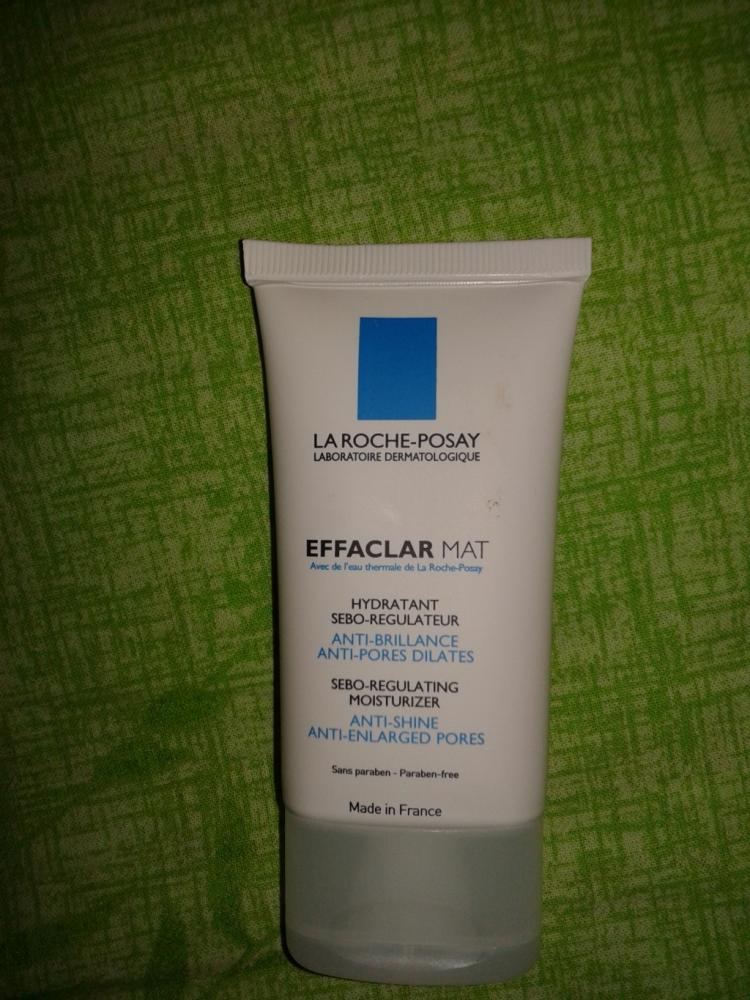 LA ROCHE-POSAY
LABORATOIRE DERMATOLOGIQUE
EFFACLAR MAT
Avec de l'eau thermale de La Roche-Posay
HYDRATANT
SEBO-REGULATEUR
ANTI-BRILLANCE
ANTI-PORES DILATES
SEBO-REGULATING
MOISTURIZER
ANTI-SHINE
ANTI-ENLARGED PORES
Sans paraben - Paraben-free
Made in France